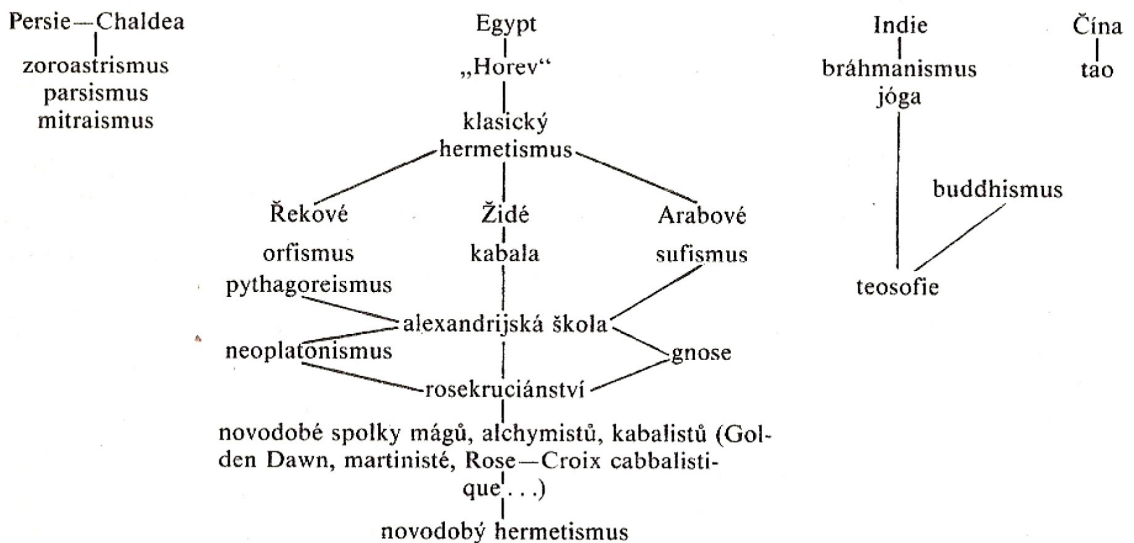 Persie—Chaldea
zoroastrismus
parsismus
mitraismus
Egypt
„Horev“
klasický
hermetismus
Indie
bráhmanismus
jóga
Čína
tao
buddhismus
teosofie
Řekové
orfismus
pythagoreismus
Židé
kabala
Arabové
sufismus
alexandrijská škola
neoplatonismus
gnose
rosekruciánství
novodobé spolky mágů, alchymistů, kabalistů (Gol-
den Dawn, martinisté, Rose—Croix cabbalisti-
que ...)
novodobý hermetismus